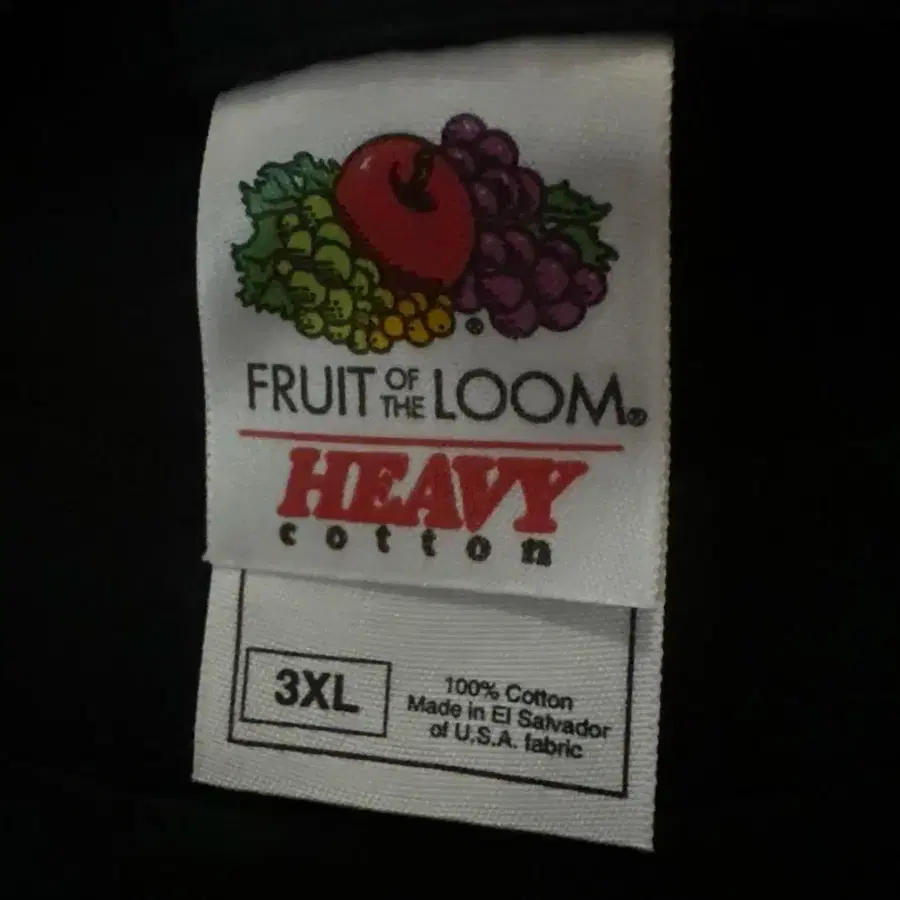 ®
FRUIT OF THE LOOM®
HEAVY
cotton
3XL
100% Cotton
Made in El Salvador
of U.S.A. fabric